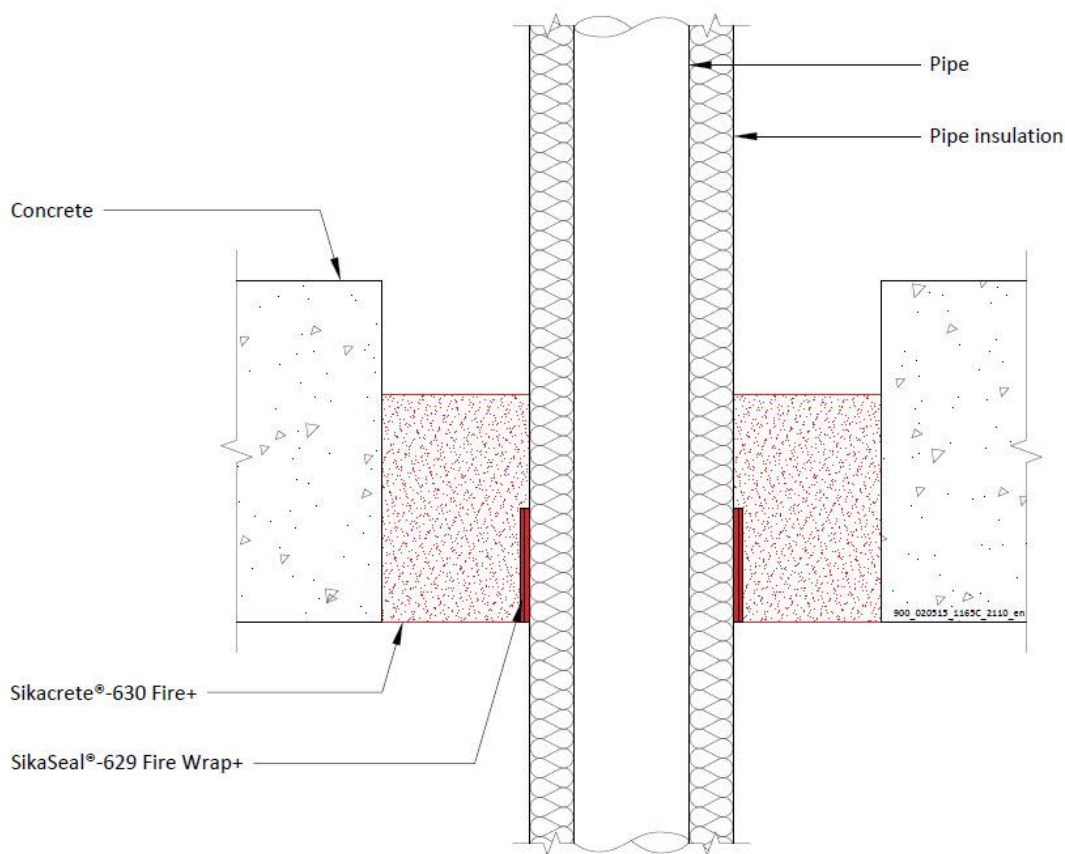 Pipe
Pipe insulation
Concrete
900_020515_1165C_2110_en
Sikacrete®-630 Fire+
SikaSeal®-629 Fire Wrap+